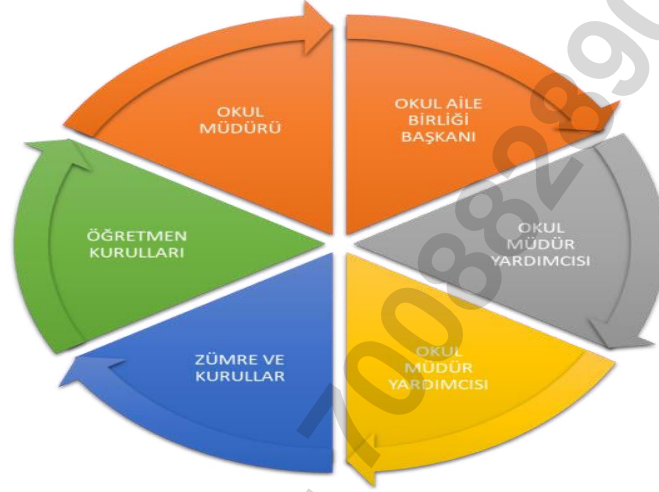 OKUL
MÜDÜRÜ
OKUL AİLE
BİRLİĞİ
BAŞKANI
OKUL
MÜDÜR
YARDIMCISI
OKUL
MÜDÜR
YARDIMCISI
ZÜMRE VE
KURULLAR
ÖĞRETMEN
KURULLARI
700882890